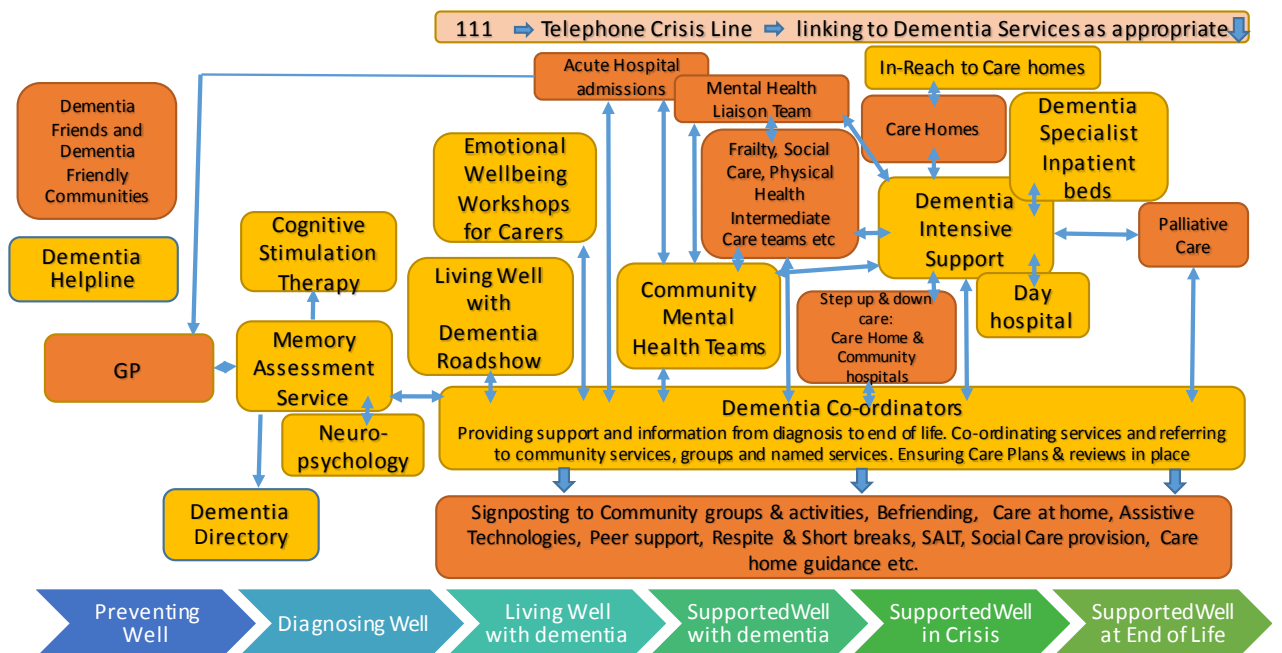 111 Telephone Crisis Line linking to Dementia Services as appropriate
Acute Hospital
admissions
Mental Health
Liaison Team
In-Reach to Care homes
Care Homes
Dementia
Specialist
Inpatient
beds
Dementia
Friends and
Dementia
Friendly
Communities
Emotional
Wellbeing
Workshops
for Carers
Frailty, Social
Care, Physical
Health
Intermediate
Care teams etc
Dementia
Intensive
Support
Palliative
Care
Cognitive
Stimulation
Therapy
Dementia
Helpline
Living Well
with
Dementia
Roadshow
Community
Mental
Health Teams
Step up & down
care:
Care Home &
Community
hospitals
Day
hospital
GP
Memory
Assessment
Service
Neuro-
psychology
Dementia
Directory
Dementia Co-ordinators
Providing support and information from diagnosis to end of life. Co-ordinating services and referring
to community services, groups and named services. Ensuring Care Plans & reviews in place
Signposting to Community groups & activities, Befriending, Care at home, Assistive
Technologies, Peer support, Respite & Short breaks, SALT, Social Care provision, Care
home guidance etc.
Preventing
Well
Diagnosing Well
Living Well
with dementia
Supported Well
with dementia
Supported Well
in Crisis
Supported Well
at End of Life